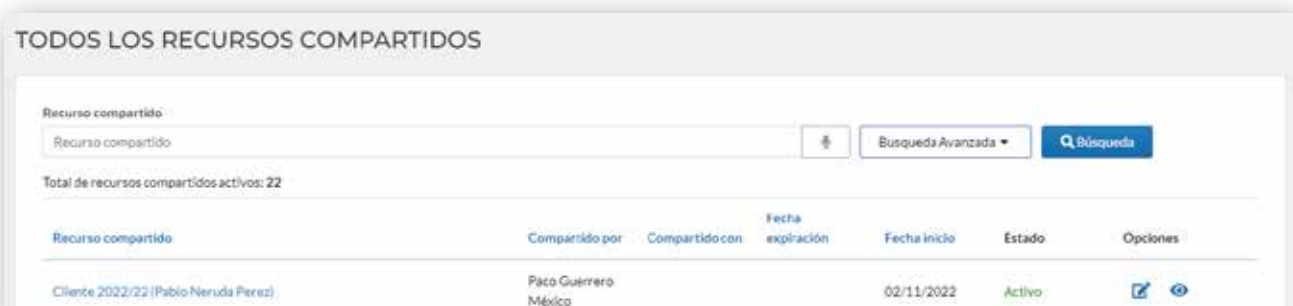 TODOS LOS RECURSOS COMPARTIDOS
Recurso compartido
Recurso compartido
Busqueda Avanzada
Búsqueda
Total de recursos compartidos activos: 22
Recurso compartido Compartido por Compartido con Fecha expiración Fecha inicio Estado Opciones
Cliente 2022/22 (Pablo Neruda Perez) Paco Guerrero México 02/11/2022 Activo